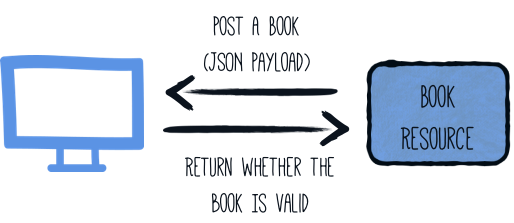 POST A BOOK
(JSON PAYLOAD)
BOOK
RESOURCE
RETURN WHETHER THE
BOOK IS VALID